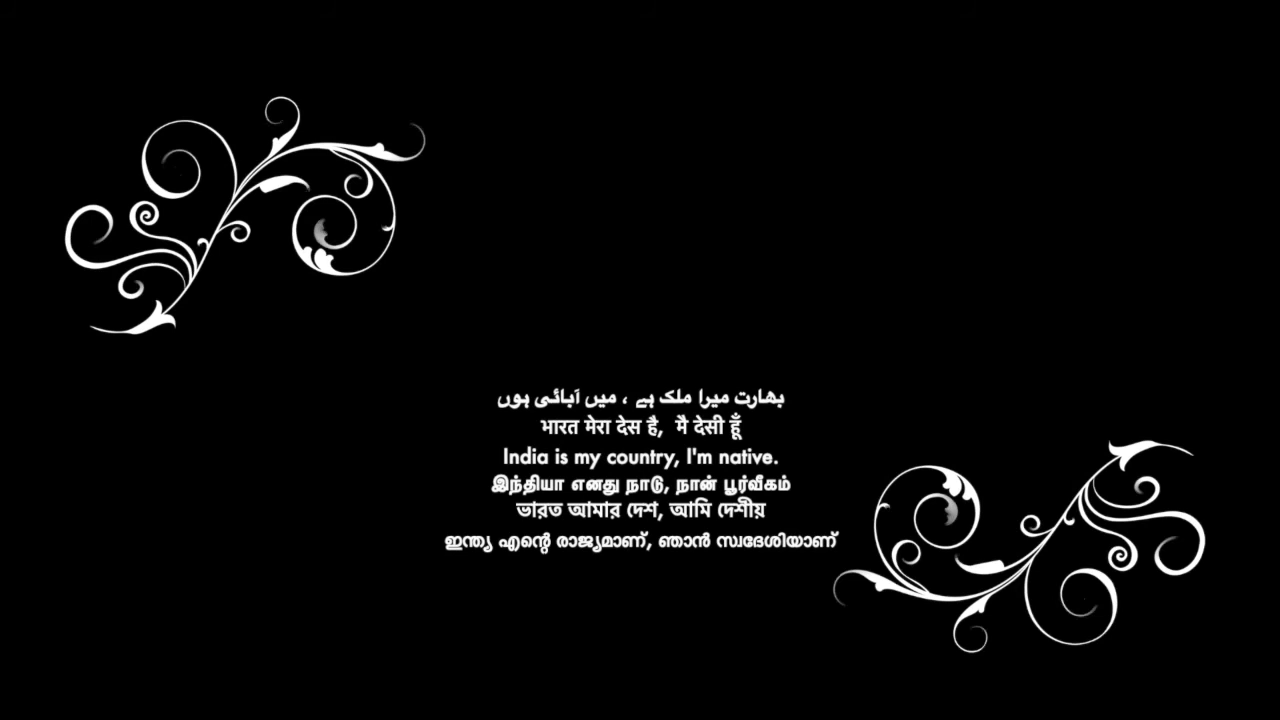 بھارت میرا ملک ہے ، میں آبائی ہوں
भारत मेरा देस है, मै देसी हूँ
India is my country, I'm native.
இந்தியா எனது நாடு, நான் பூர்வீகம்
ভারত আমার দেশ, আমি দেশীয়
ഇന്ത്യ എന്റെ രാജ്യമാണ്, ഞാൻ സ്വദേശിയാണ്